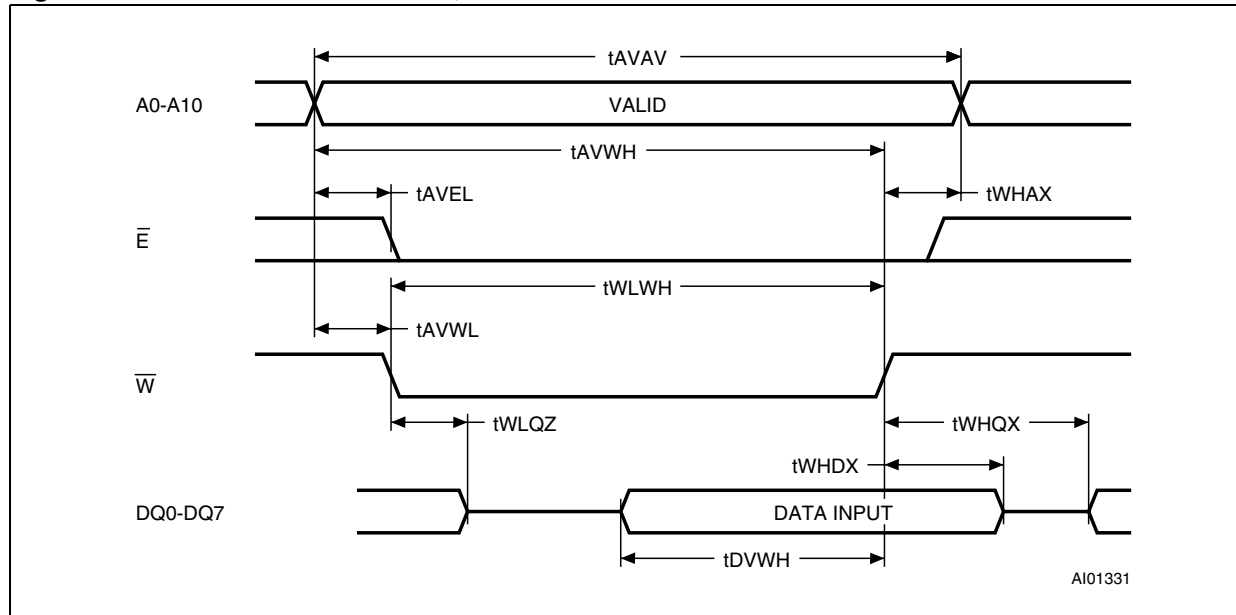 tAVAV
A0-A10
VALID
tAVWH
tAVEL
tWHAX
E̅
tWLWH
tAVWL
W̅
tWLQZ
tWHQX
tWHDX
DQ0-DQ7
DATA INPUT
tDVWH
AI01331